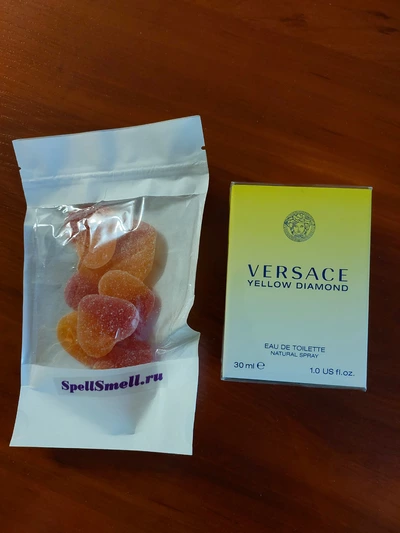 SpellSmell.ru
VERSACE
YELLOW DIAMOND
EAU DE TOILETTE
NATURAL SPRAY
30 ml ℮ 1.0 US fl.oz.